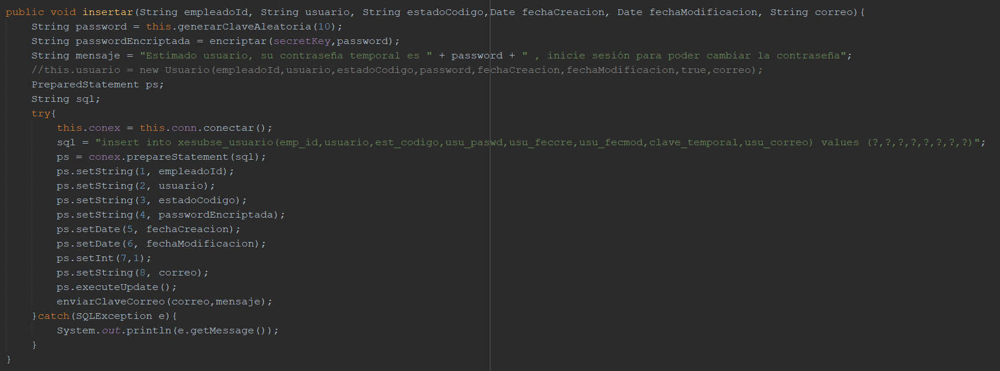 public void insertar(String empleadoId, String usuario, String estadoCodigo,Date fechaCreacion, Date fechaModificacion, String correo){
    String password = this.generarClaveAleatoria(10);
    String passwordEncriptada = encriptar(secretKey,password);
    String mensaje = "Estimado usuario, su contraseña temporal es " + password + " , inicie sesión para poder cambiar la contraseña";
    //this.usuario = new Usuario(empleadoId,usuario,estadoCodigo,password,fechaCreacion,fechaModificacion,true,correo);
    PreparedStatement ps;
    String sql;
    try{
        this.conex = this.conn.conectar();
        sql = "insert into xesubse_usuario(emp_id,usuario,est_codigo,usu_paswd,usu_feccre,usu_fecmod,clave_temporal,usu_correo) values (?,?,?,?,?,?,?,?)";
        ps = conex.prepareStatement(sql);
        ps.setString(1, empleadoId);
        ps.setString(2, usuario);
        ps.setString(3, estadoCodigo);
        ps.setString(4, passwordEncriptada);
        ps.setDate(5, fechaCreacion);
        ps.setDate(6, fechaModificacion);
        ps.setInt(7,1);
        ps.setString(8, correo);
        ps.executeUpdate();
        enviarClaveCorreo(correo,mensaje);
    }catch(SQLException e){
        System.out.println(e.getMessage());
    }
}